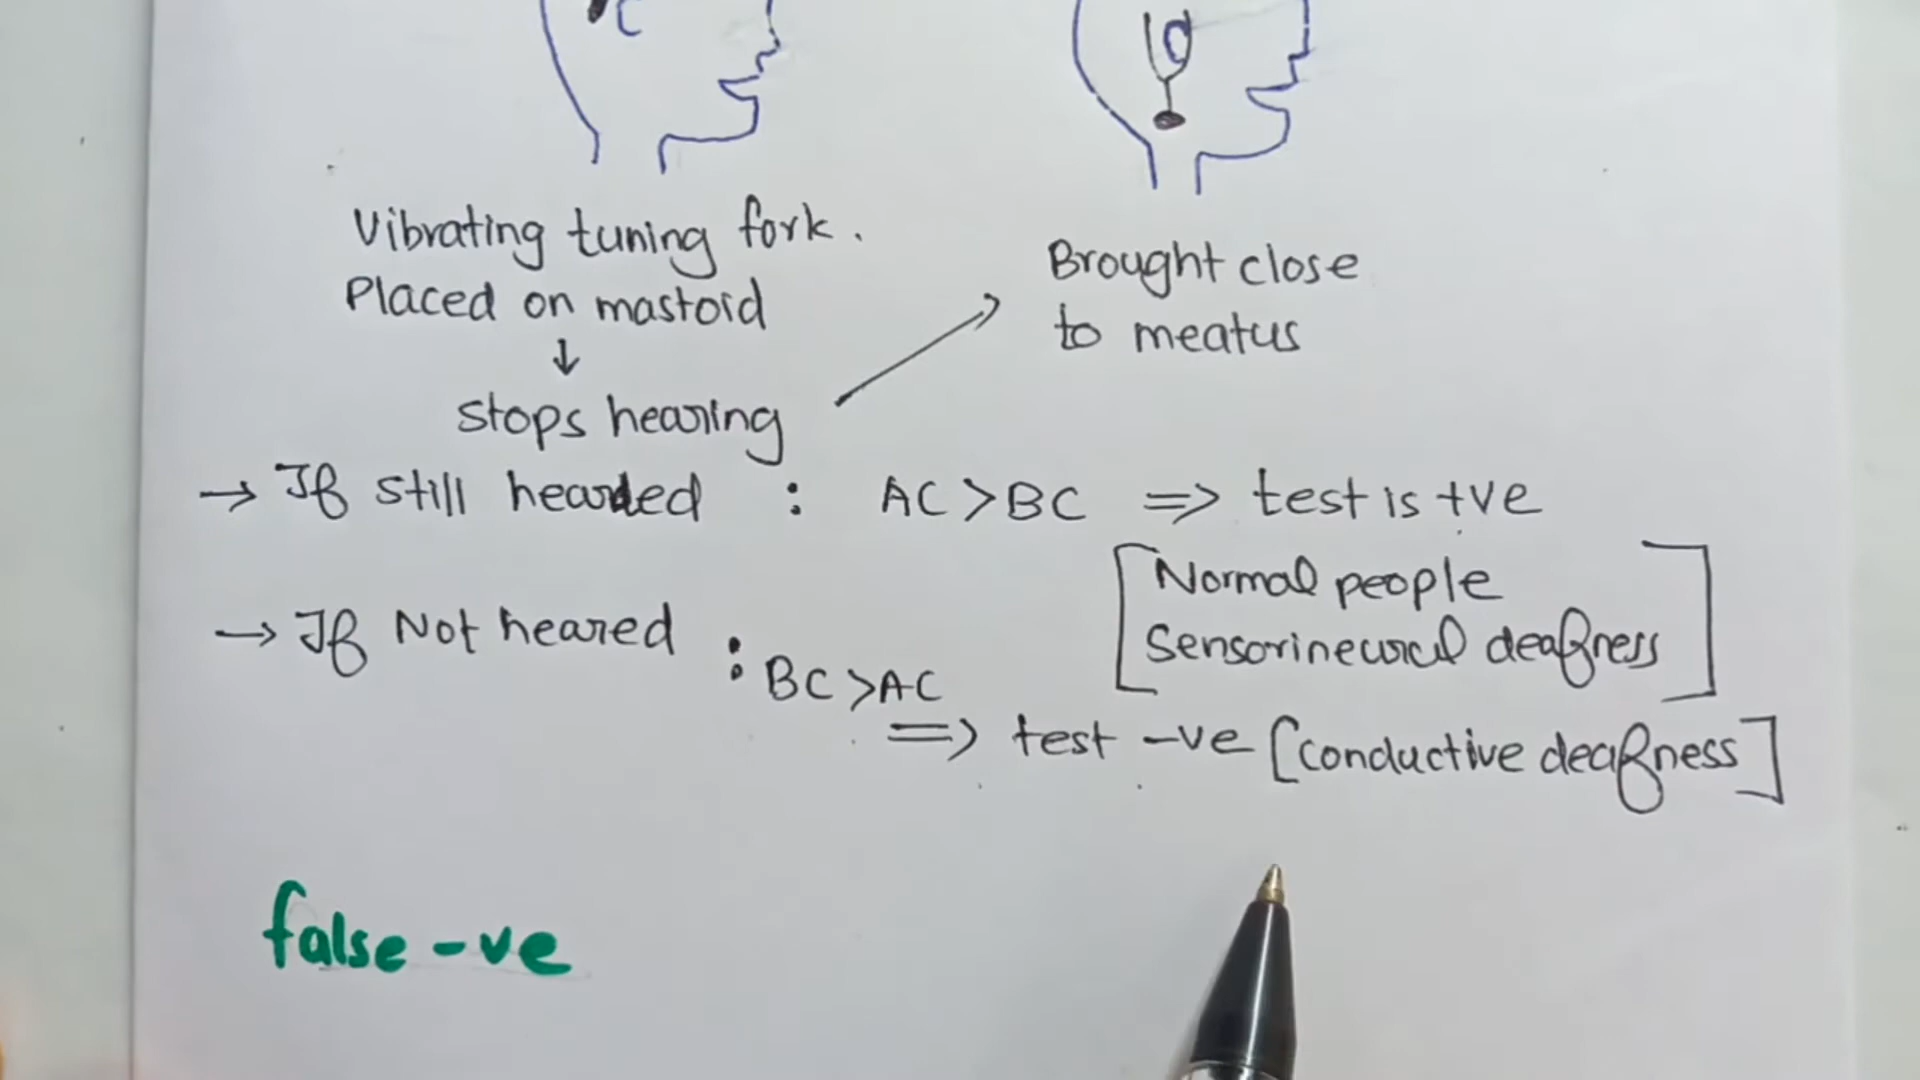 Vibrating tuning fork.
Placed on mastoid
↓
stops hearing
Brought close
to meatus
→ If still hearded : AC > BC ⇒ test is +ve
[Normal people
Sensorineural deafness]
→ If Not heared : BC > AC
⇒ test -ve [conductive deafness]
false -ve